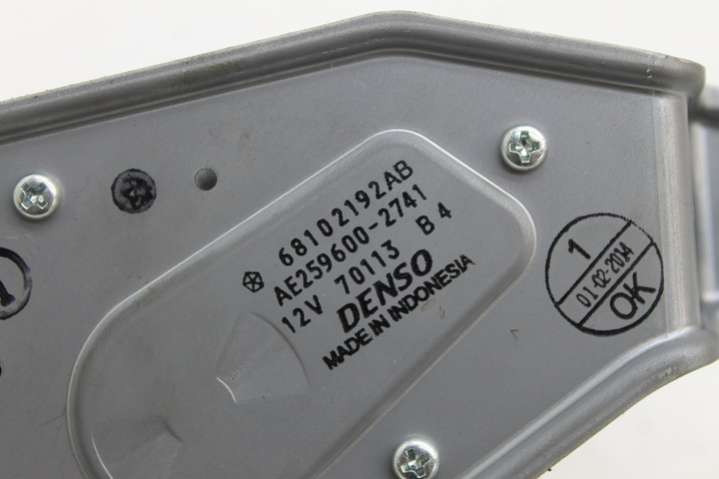 68102192AB
AE259600-2741
12V 70113 B4
DENSO
MADE IN INDONESIA
1
01-02-2014
OK